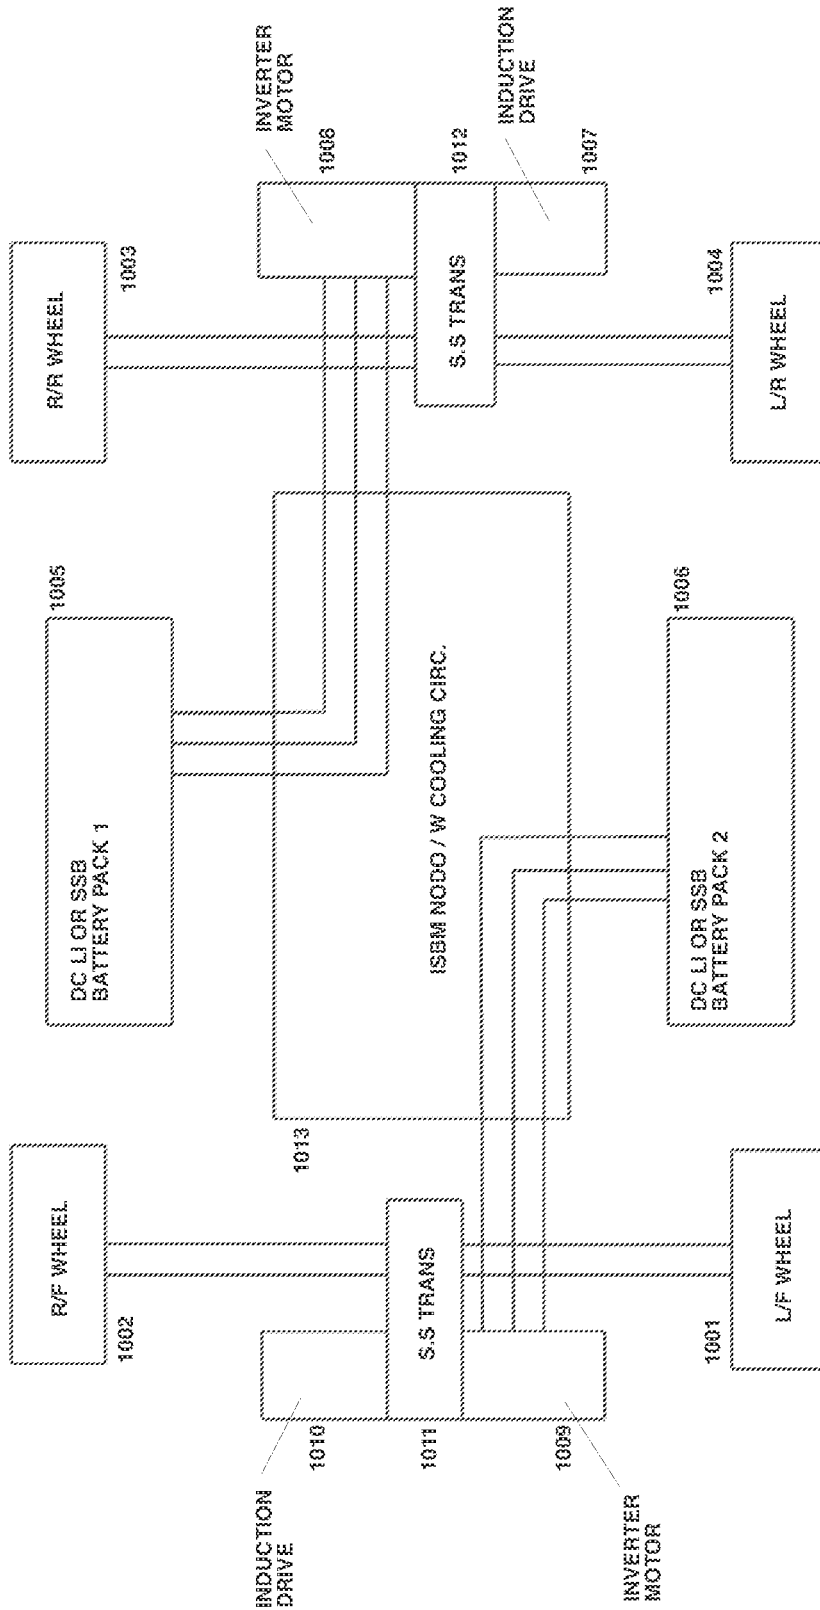 R/F WHEEL
1002
DC LI OR SSB
BATTERY PACK 1
1005
R/R WHEEL
1003
INDUCTION
DRIVE
1010
S.S TRANS
1011
1009
INVERTER
MOTOR
1013
ISBM NODO / W COOLING CIRC.
INVERTER
MOTOR
1008
S.S TRANS
1012
INDUCTION
DRIVE
1007
L/F WHEEL
1001
DC LI OR SSB
BATTERY PACK 2
1006
L/R WHEEL
1004